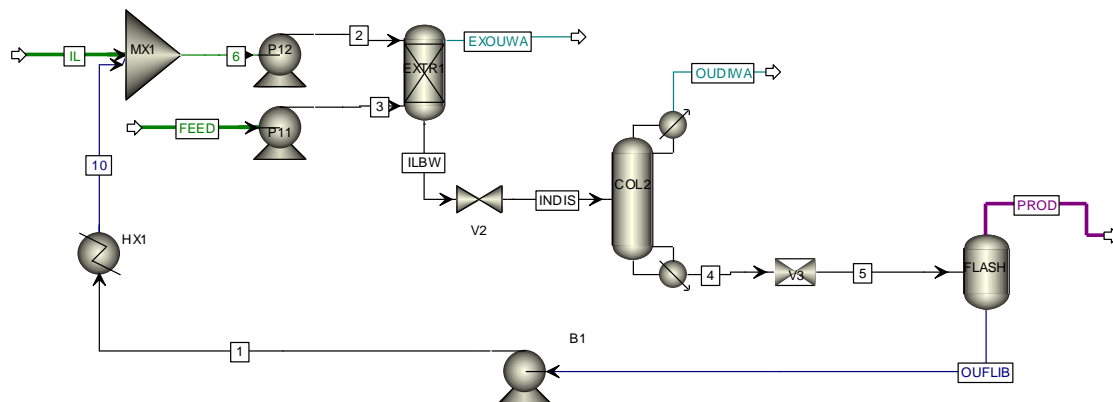 MX1
IL
6
P12
2
EXTR1
EXOUWA
OUDIWA
FEED
P11
3
10
ILBW
COL2
INDIS
V2
PROD
HX1
4
V3
5
FLASH
1
B1
OUFLIB